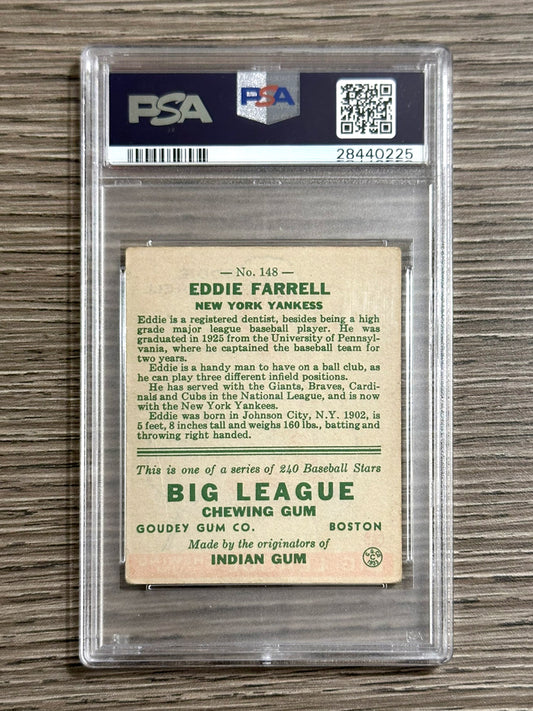 PSA
PSA
28440225
— No. 148 —
EDDIE FARRELL
NEW YORK YANKESS
Eddie is a registered dentist, besides being a high
grade major league baseball player. He was
graduated in 1925 from the University of Pennsyl-
vania, where he captained the baseball team for
two years.
Eddie is a handy man to have on a ball club, as
he can play three different infield positions.
He has served with the Giants, Braves, Cardi-
nals and Cubs in the National League, and is now
with the New York Yankees.
Eddie was born in Johnson City, N.Y. 1902, is
5 feet, 8 inches tall and weighs 160 lbs., batting and
throwing right handed.
This is one of a series of 240 Baseball Stars
BIG LEAGUE
CHEWING GUM
GOUDEY GUM CO. BOSTON
Made by the originators of
INDIAN GUM